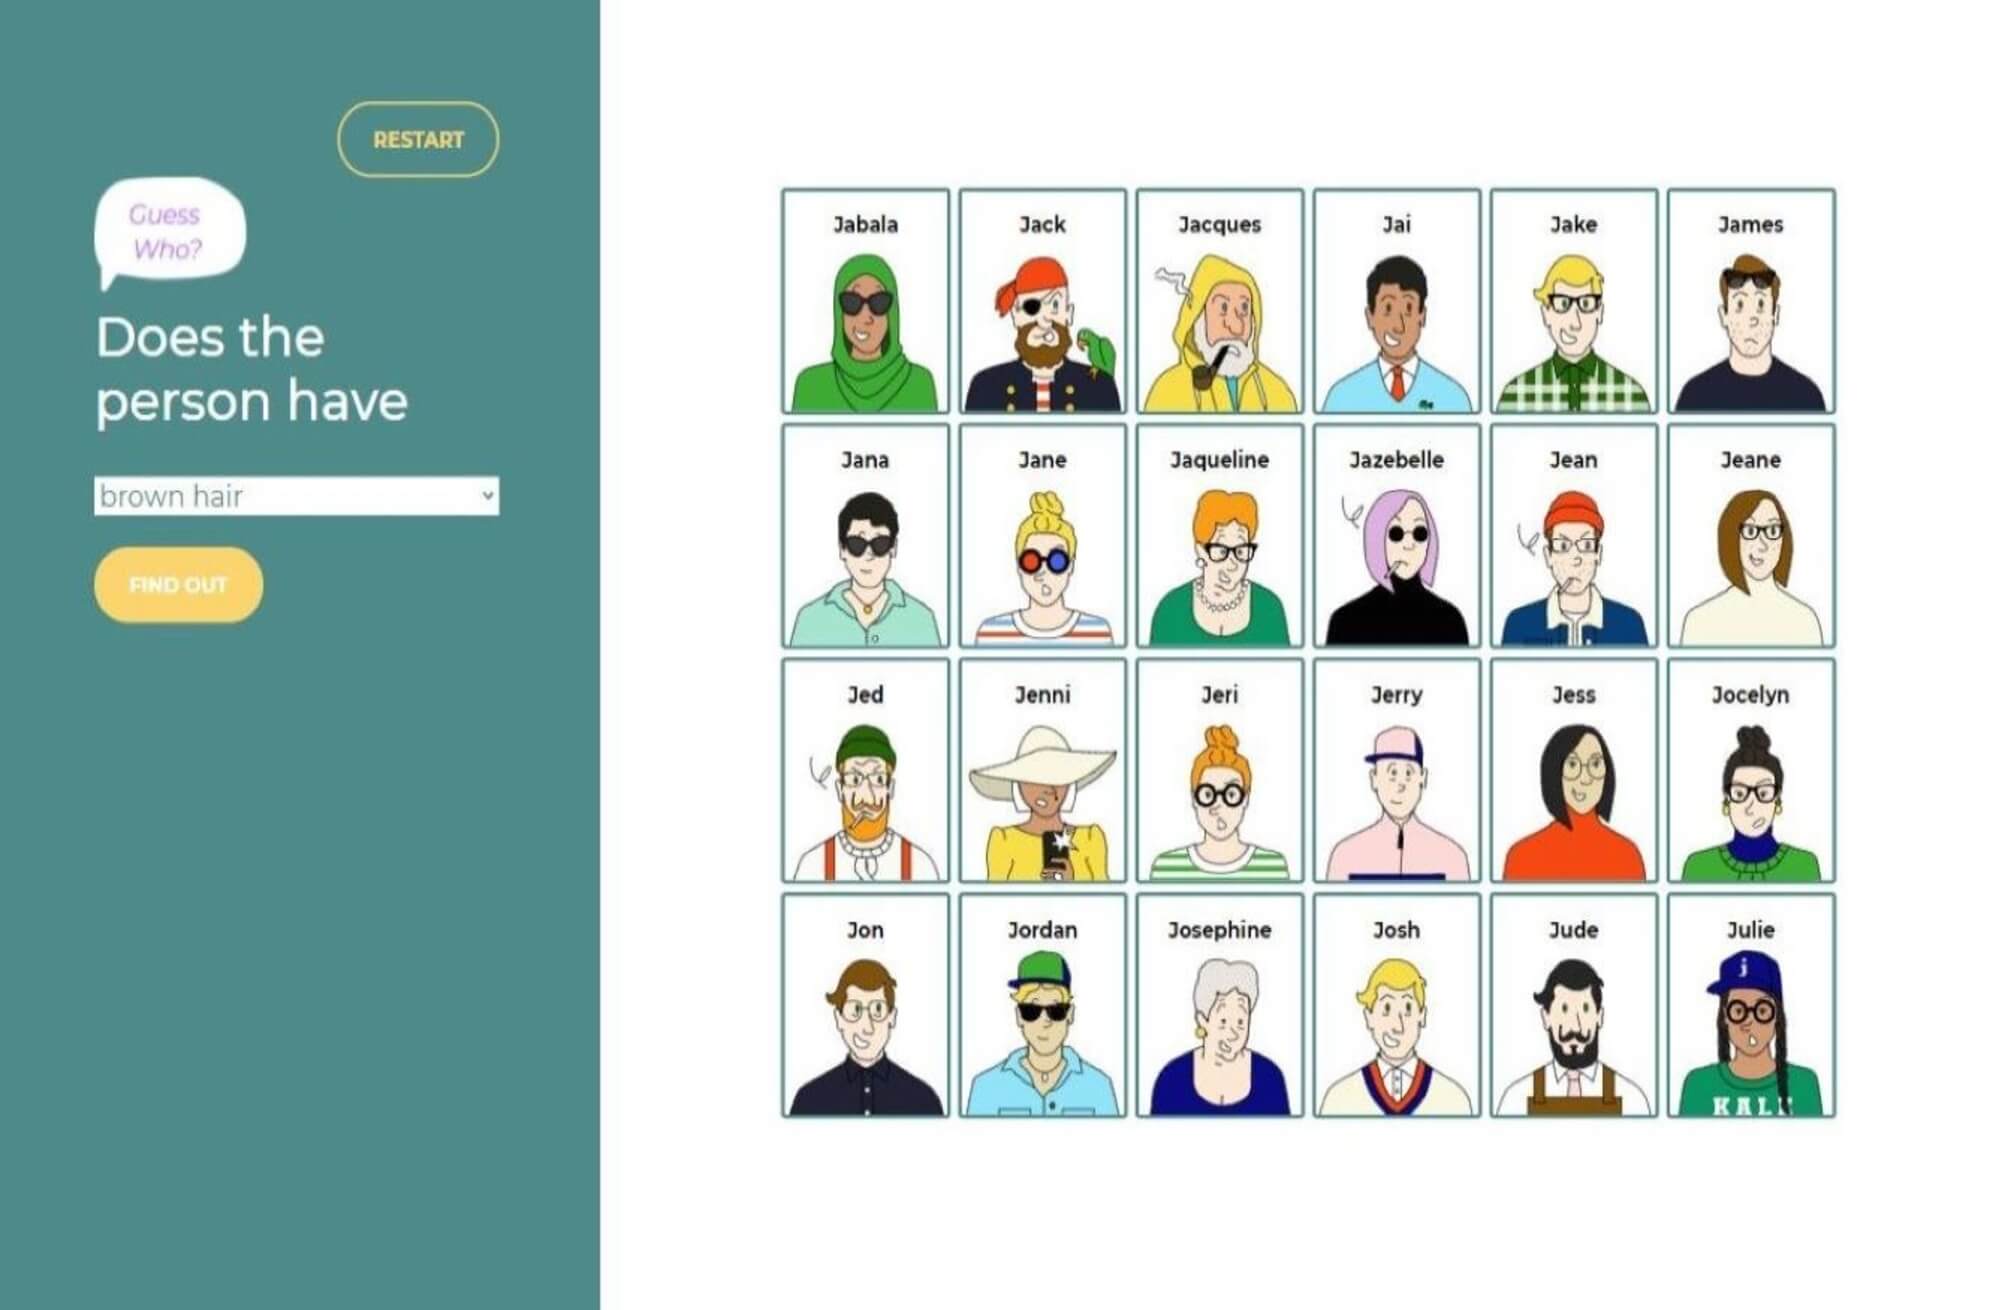 RESTART
Guess
Who?
Does the
person have
brown hair
FIND OUT
Jabala
Jack
Jacques
Jai
Jake
James
Jana
Jane
Jaqueline
Jazebelle
Jean
Jeane
Jed
Jenni
Jeri
Jerry
Jess
Jocelyn
Jon
Jordan
Josephine
Josh
Jude
Julie
j
KALE